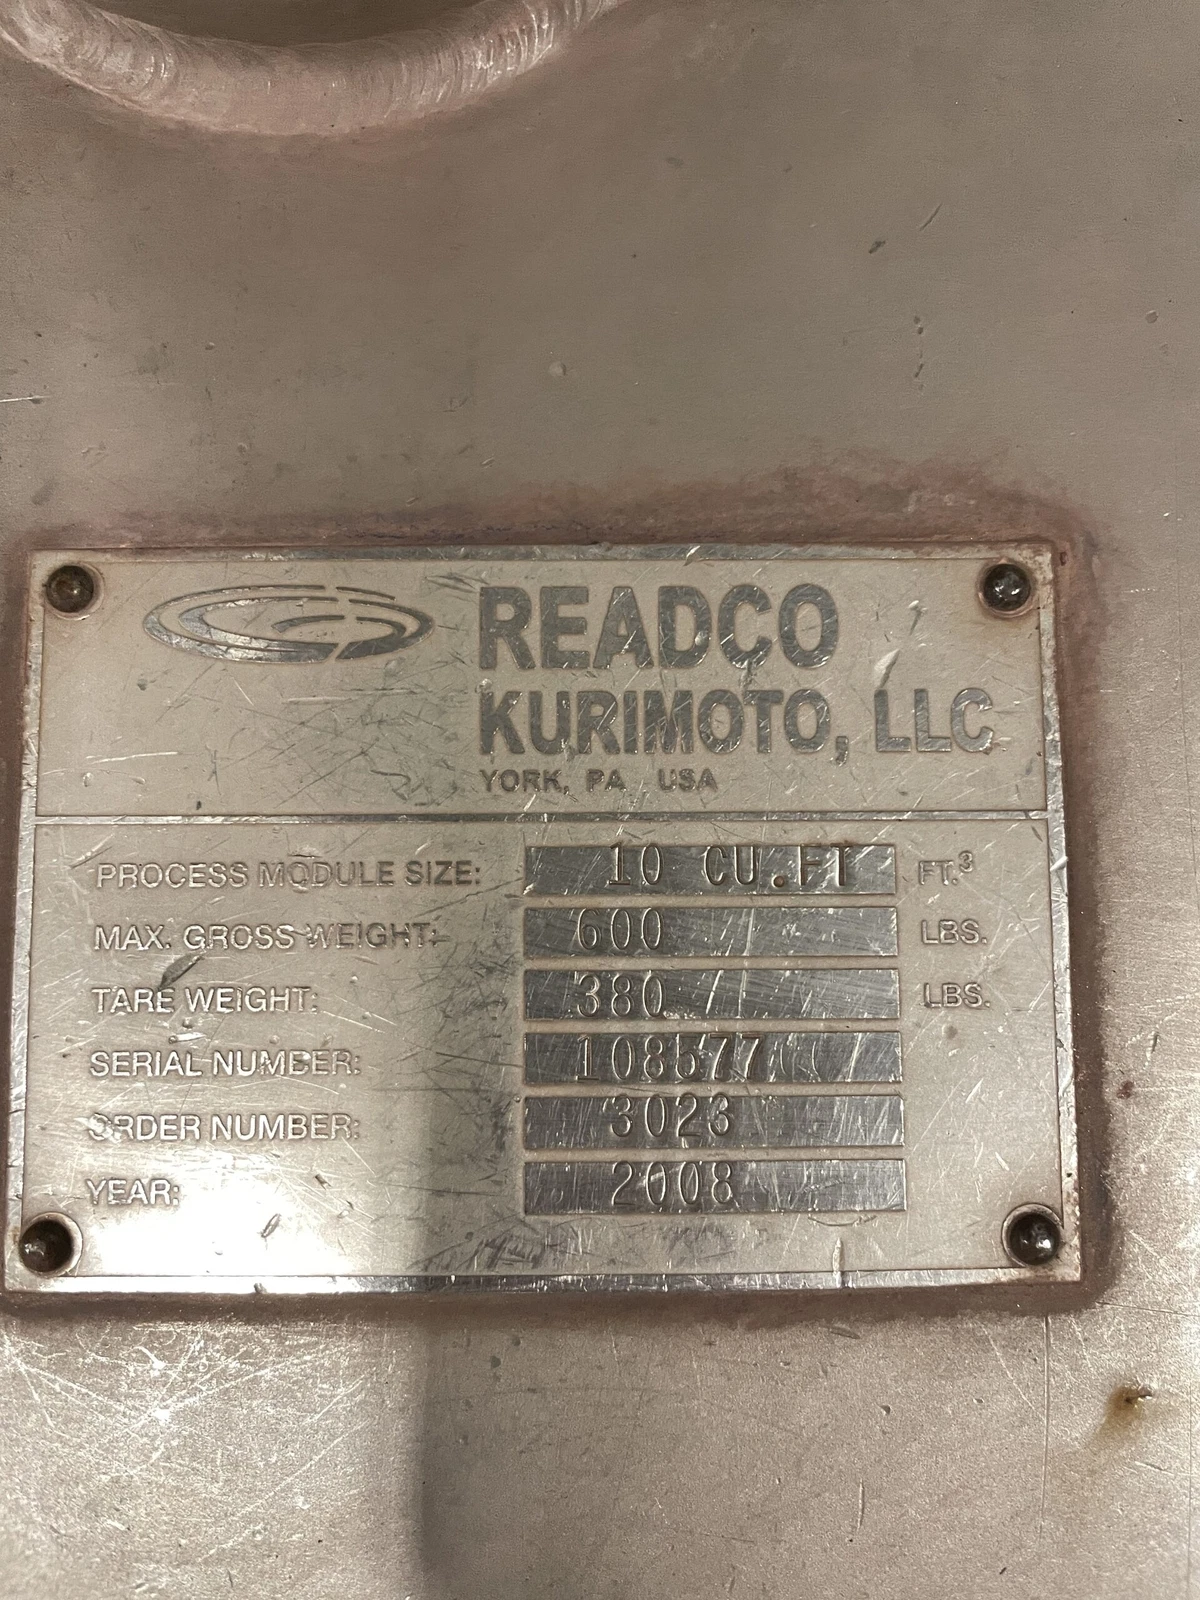 READCO
KURIMOTO, LLC
YORK, PA USA
PROCESS MODULE SIZE: 10 CU.FT FT.³
MAX. GROSS WEIGHT: 600 LBS.
TARE WEIGHT: 380 LBS.
SERIAL NUMBER: 108577
ORDER NUMBER: 3023
YEAR: 2008